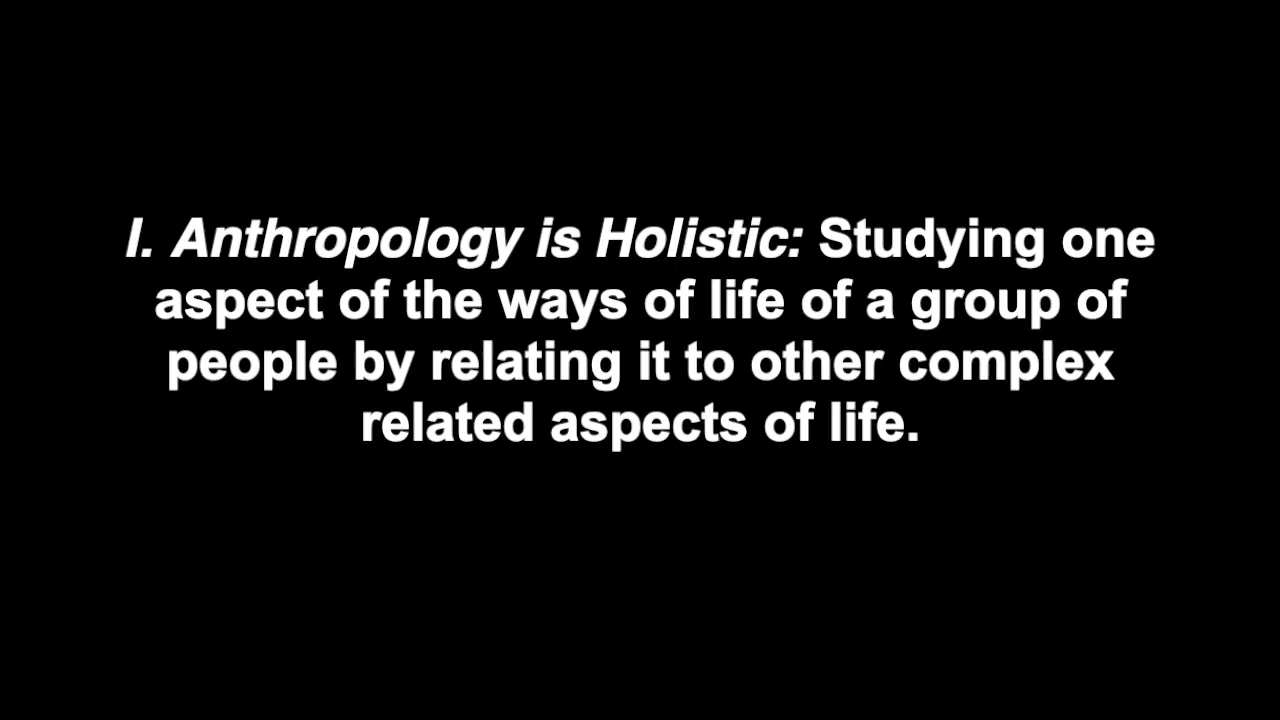 I. Anthropology is Holistic: Studying one
aspect of the ways of life of a group of
people by relating it to other complex
related aspects of life.